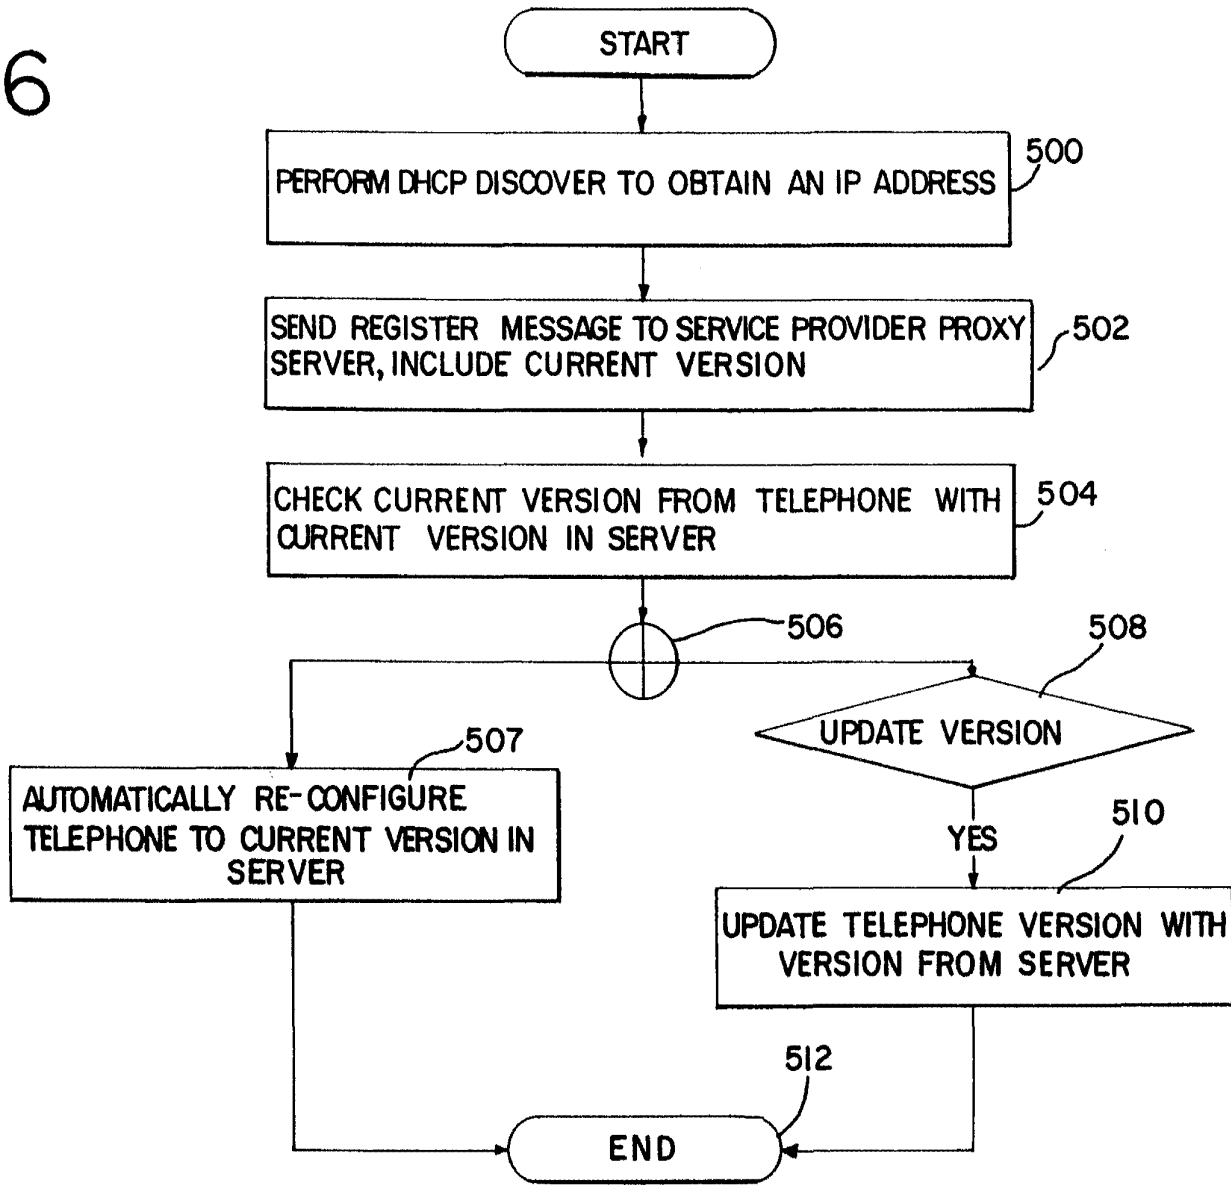 6
START
PERFORM DHCP DISCOVER TO OBTAIN AN IP ADDRESS
500
SEND REGISTER MESSAGE TO SERVICE PROVIDER PROXY
SERVER, INCLUDE CURRENT VERSION
502
CHECK CURRENT VERSION FROM TELEPHONE WITH
CURRENT VERSION IN SERVER
504
506
508
UPDATE VERSION
507
AUTOMATICALLY RE-CONFIGURE
TELEPHONE TO CURRENT VERSION IN
SERVER
YES
510
UPDATE TELEPHONE VERSION WITH
VERSION FROM SERVER
512
END